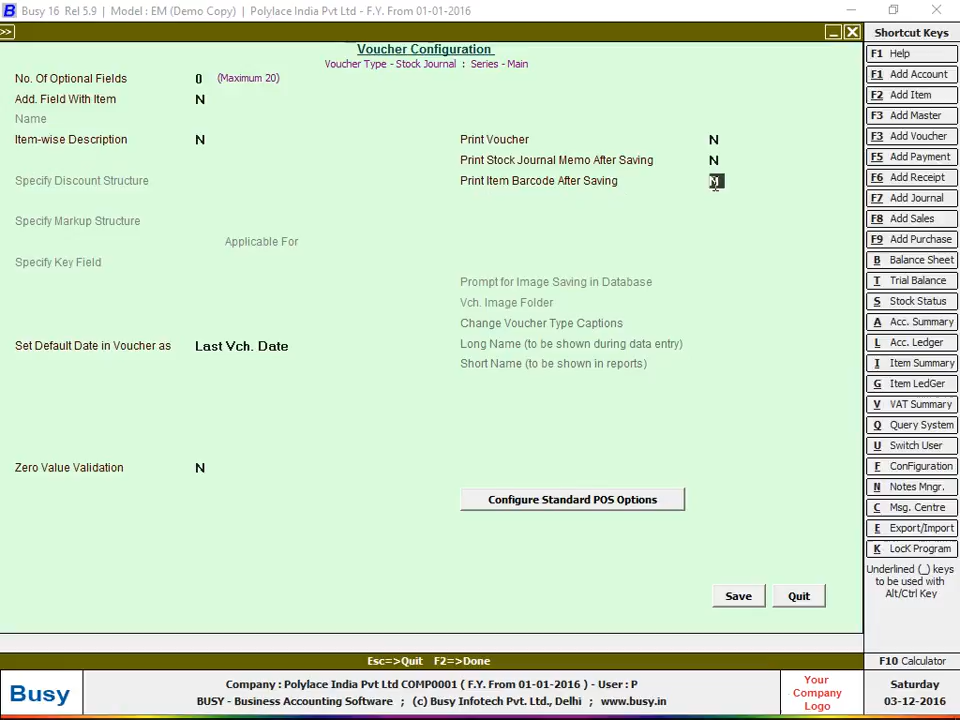 Busy 16 Rel 5.9 | Model : EM (Demo Copy) | Polylace India Pvt Ltd - F.Y. From 01-01-2016
>>
Voucher Configuration
Voucher Type - Stock Journal : Series - Main
No. Of Optional Fields 0 (Maximum 20)
Add. Field With Item N
Name
Item-wise Description N
Print Voucher N
Print Stock Journal Memo After Saving N
Specify Discount Structure
Print Item Barcode After Saving N
Specify Markup Structure
Applicable For
Specify Key Field
Prompt for Image Saving in Database
Vch. Image Folder
Change Voucher Type Captions
Set Default Date in Voucher as Last Vch. Date
Long Name (to be shown during data entry)
Short Name (to be shown in reports)
Zero Value Validation N
Configure Standard POS Options
Save Quit
Esc=>Quit F2=>Done
Shortcut Keys
F1 Help
F1 Add Account
F2 Add Item
F3 Add Master
F3 Add Voucher
F5 Add Payment
F6 Add Receipt
F7 Add Journal
F8 Add Sales
F9 Add Purchase
B Balance Sheet
T Trial Balance
S Stock Status
A Acc. Summary
L Acc. Ledger
I Item Summary
G Item LedGer
V VAT Summary
Q Query System
U Switch User
F ConFiguration
N Notes Mngr.
C Msg. Centre
E Export/Import
K LocK Program
Underlined (_) keys
to be used with
Alt/Ctrl Key
F10 Calculator
Busy
Company : Polylace India Pvt Ltd COMP0001 ( F.Y. From 01-01-2016 ) - User : P
BUSY - Business Accounting Software ; (c) Busy Infotech Pvt. Ltd., Delhi ; www.busy.in
Your
Company
Logo
Saturday
03-12-2016